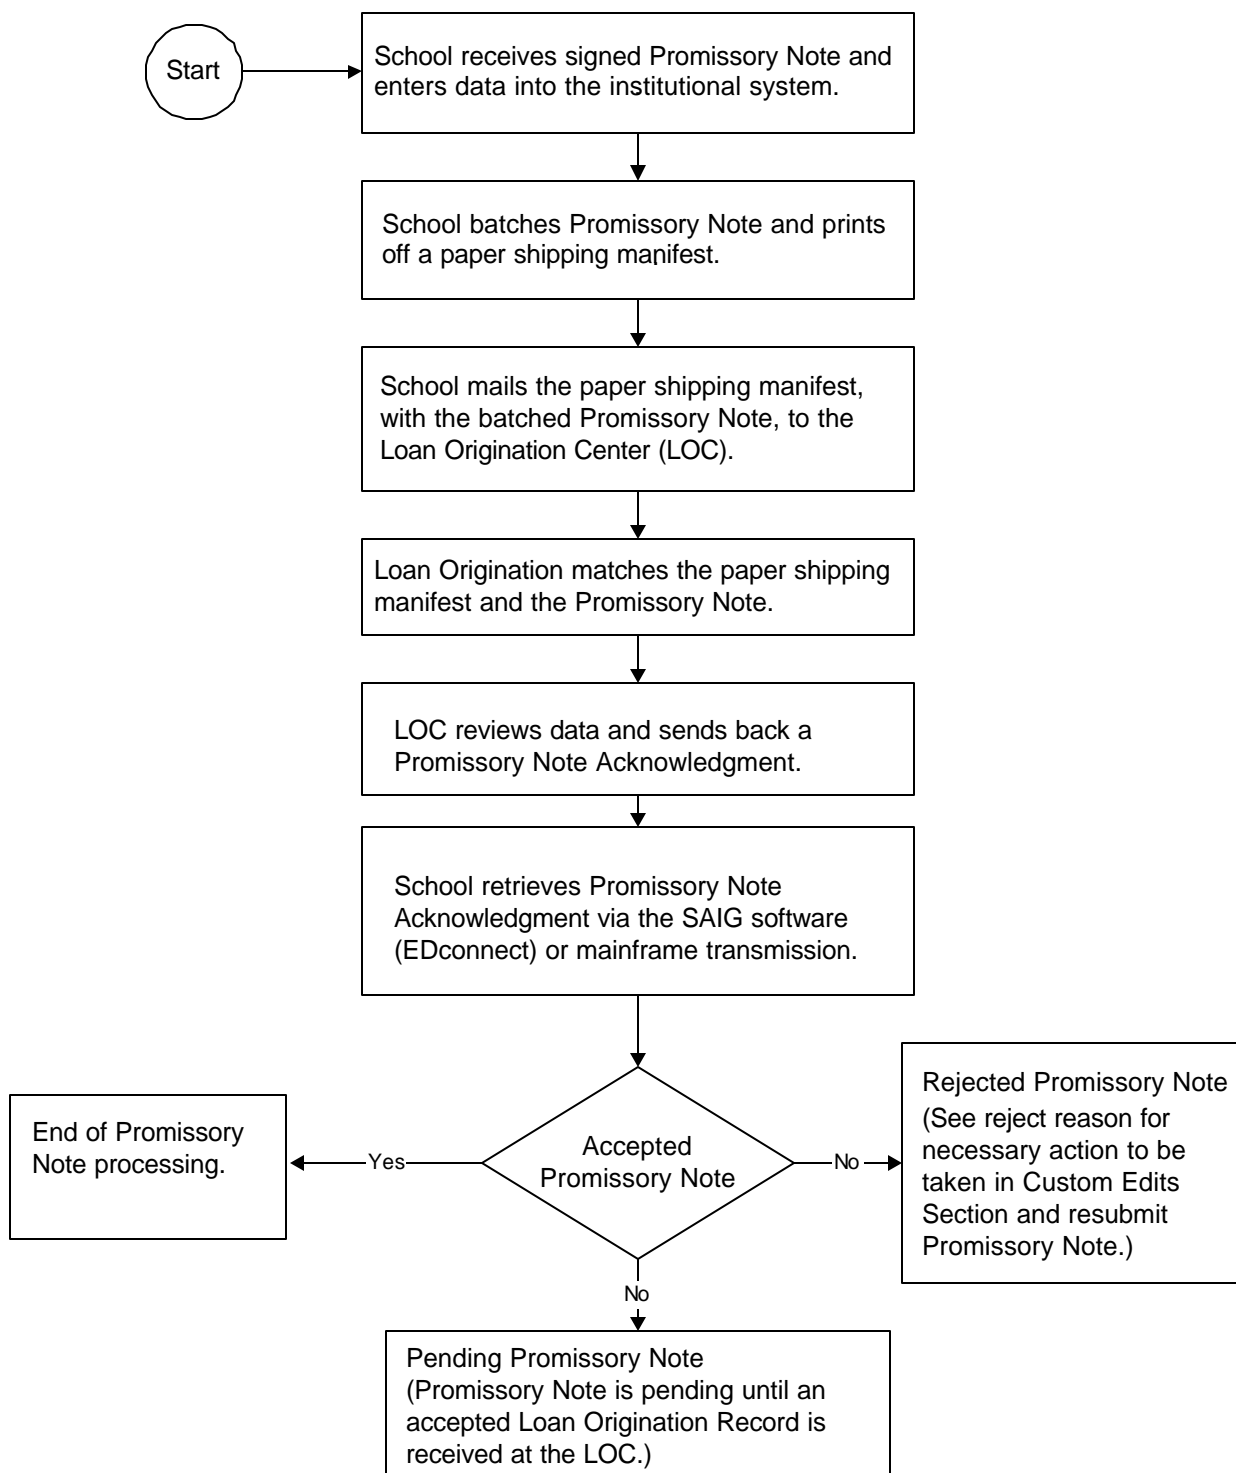 Start
School receives signed Promissory Note and
enters data into the institutional system.
School batches Promissory Note and prints
off a paper shipping manifest.
School mails the paper shipping manifest,
with the batched Promissory Note, to the
Loan Origination Center (LOC).
Loan Origination matches the paper shipping
manifest and the Promissory Note.
LOC reviews data and sends back a
Promissory Note Acknowledgment.
School retrieves Promissory Note
Acknowledgment via the SAIG software
(EDconnect) or mainframe transmission.
Accepted
Promissory Note
Yes
End of Promissory
Note processing.
No
Rejected Promissory Note
(See reject reason for
necessary action to be
taken in Custom Edits
Section and resubmit
Promissory Note.)
No
Pending Promissory Note
(Promissory Note is pending until an
accepted Loan Origination Record is
received at the LOC.)